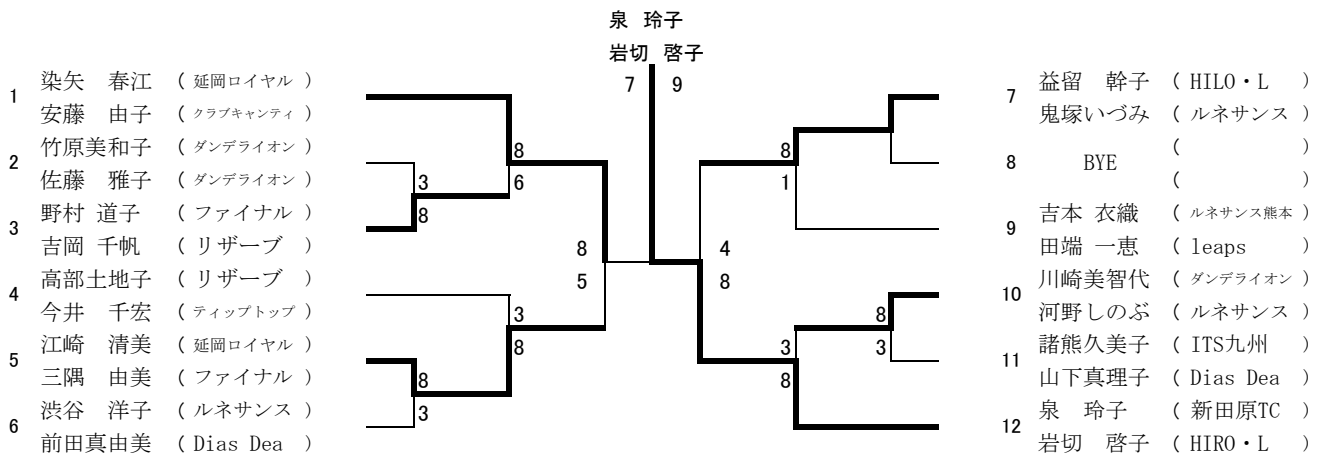 泉 玲子
岩切 啓子
7 9
1 染矢 春江 ( 延岡ロイヤル )
安藤 由子 ( クラブキャンティ )
2 竹原美和子 ( ダンデライオン )
佐藤 雅子 ( ダンデライオン )
3 野村 道子 ( ファイナル )
吉岡 千帆 ( リザーブ )
4 高部土地子 ( リザーブ )
今井 千宏 ( ティップトップ )
5 江崎 清美 ( 延岡ロイヤル )
三隅 由美 ( ファイナル )
6 渋谷 洋子 ( ルネサンス )
前田真由美 ( Dias Dea )
8
6
3
8
8
5
3
8
8
3
8
1
4
8
8
3
3
8
7 益留 幹子 ( HILO・L )
鬼塚いづみ ( ルネサンス )
8 BYE ( )
( )
9 吉本 衣織 ( ルネサンス熊本 )
田端 一恵 ( leaps )
10 川崎美智代 ( ダンデライオン )
河野しのぶ ( ルネサンス )
11 諸熊久美子 ( ITS九州 )
山下真理子 ( Dias Dea )
12 泉 玲子 ( 新田原TC )
岩切 啓子 ( HIRO・L )